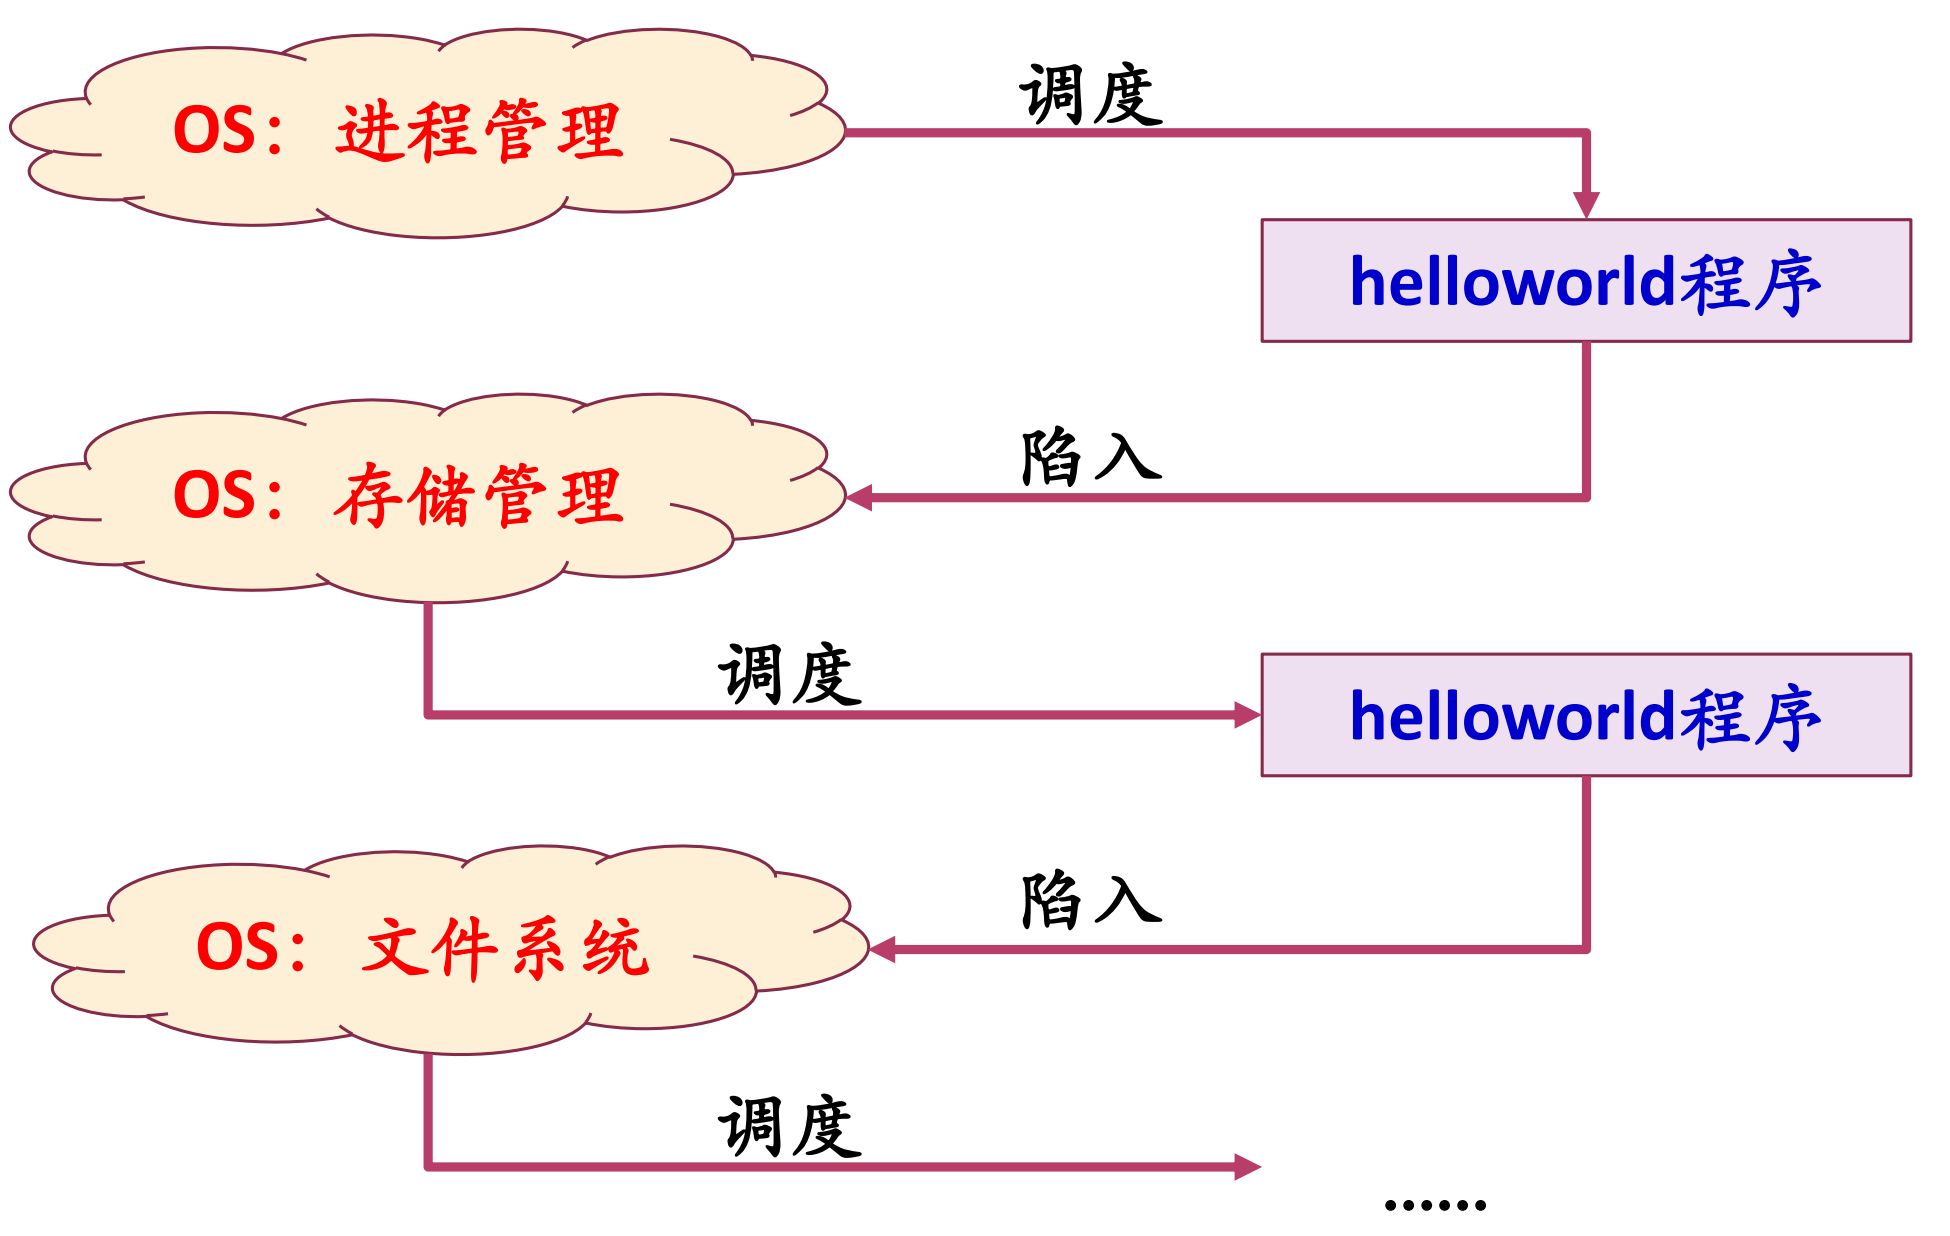 调度
OS：进程管理
helloworld程序
陷入
OS：存储管理
调度
helloworld程序
陷入
OS：文件系统
调度
......